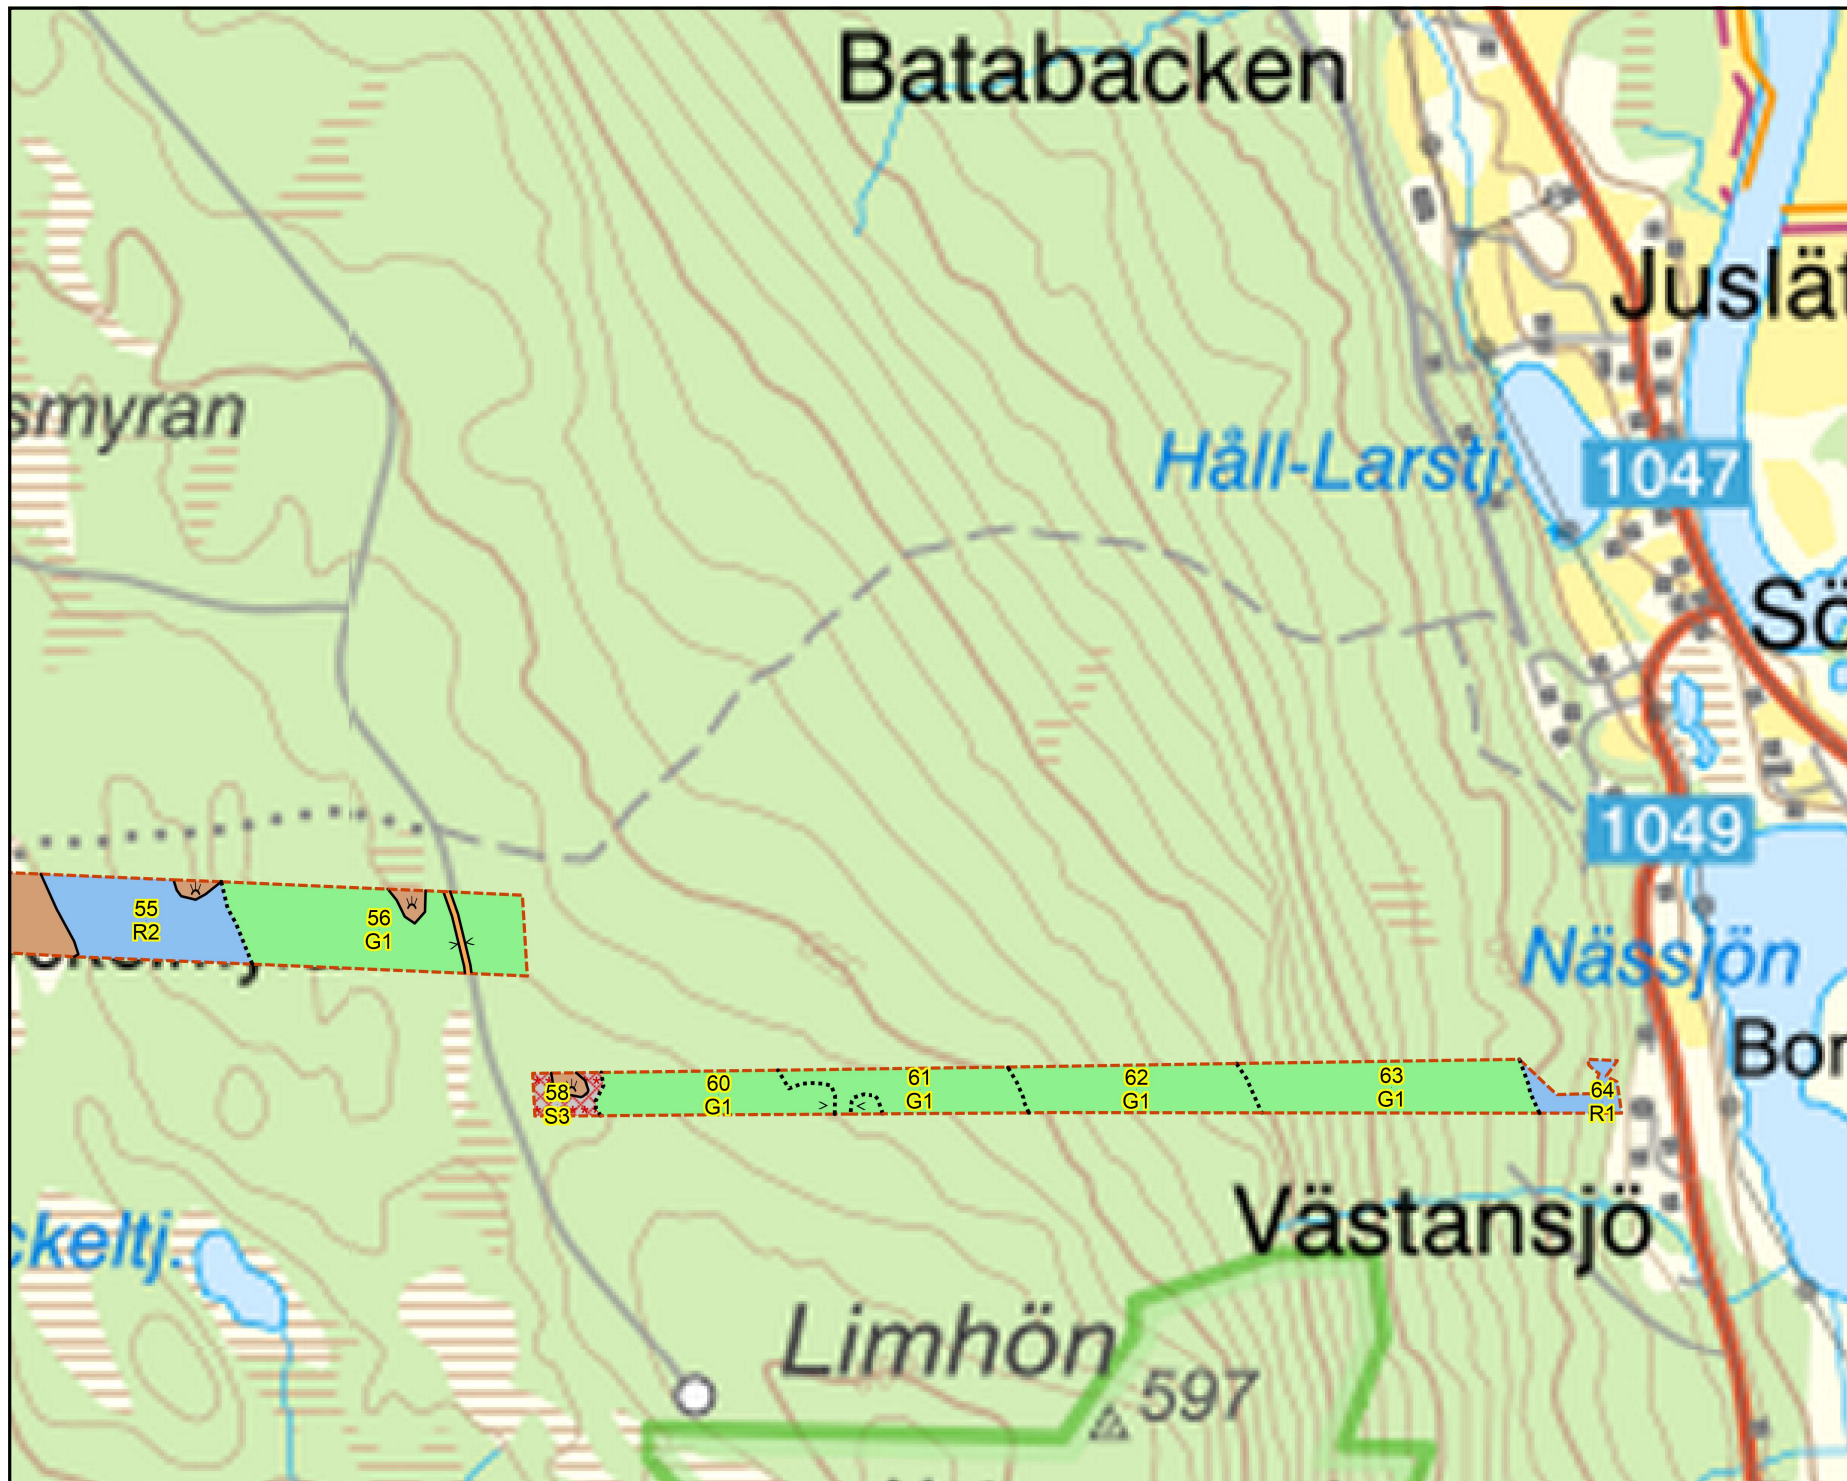 Batabacken
Juslät
smyran
Håll-Larstj.
1047
Sö
1049
55
R2
56
G1
Nässjön
Bor
58
S3
60
G1
61
G1
62
G1
63
G1
64
R1
Västansjö
ckeltj.
Limhön
597